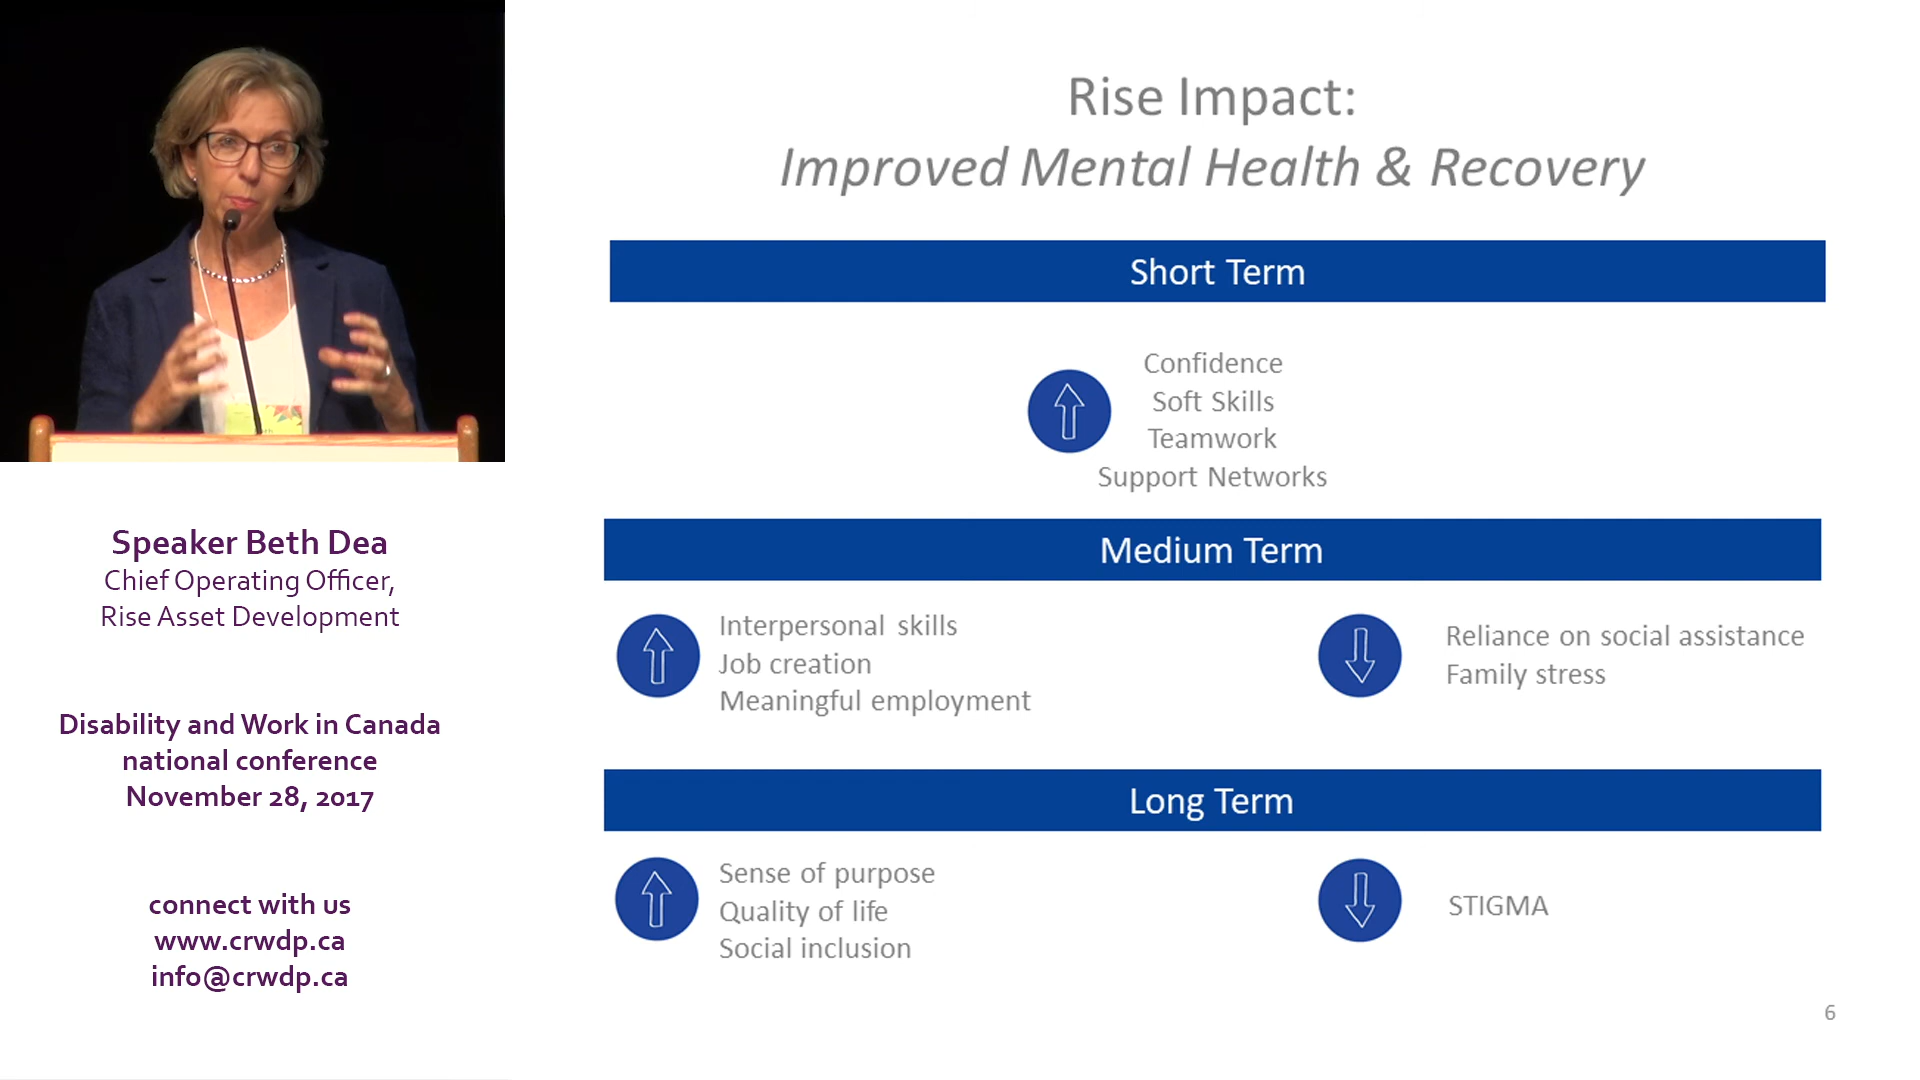 Rise Impact:
Improved Mental Health & Recovery
Short Term
Confidence
Soft Skills
Teamwork
Support Networks
Medium Term
Interpersonal skills
Job creation
Meaningful employment
Reliance on social assistance
Family stress
Long Term
Sense of purpose
Quality of life
Social inclusion
STIGMA
6
Speaker Beth Dea
Chief Operating Officer,
Rise Asset Development
Disability and Work in Canada
national conference
November 28, 2017
connect with us
www.crwdp.ca
info@crwdp.ca